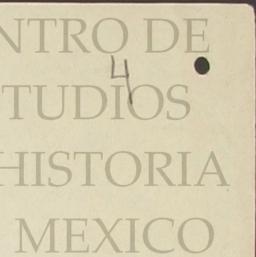 NTRO DE
4
TUDIOS
HISTORIA
MEXICO